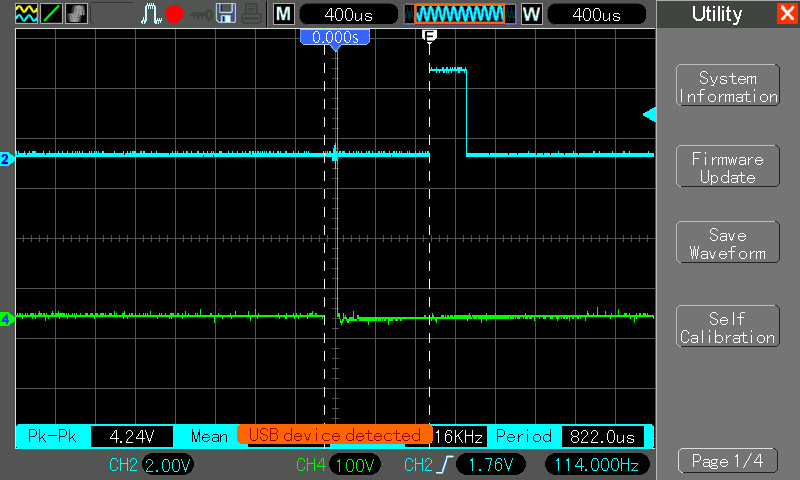 M 400us W 400us Utility
0.000s
F
System
Information
2
Firmware
Update
Save
Waveform
4
Self
Calibration
Pk-Pk 4.24V Mean USB device detected 16KHz Period 822.0us
CH2 2.00V CH4 100V CH2 1.76V 114.000Hz
Page 1/4